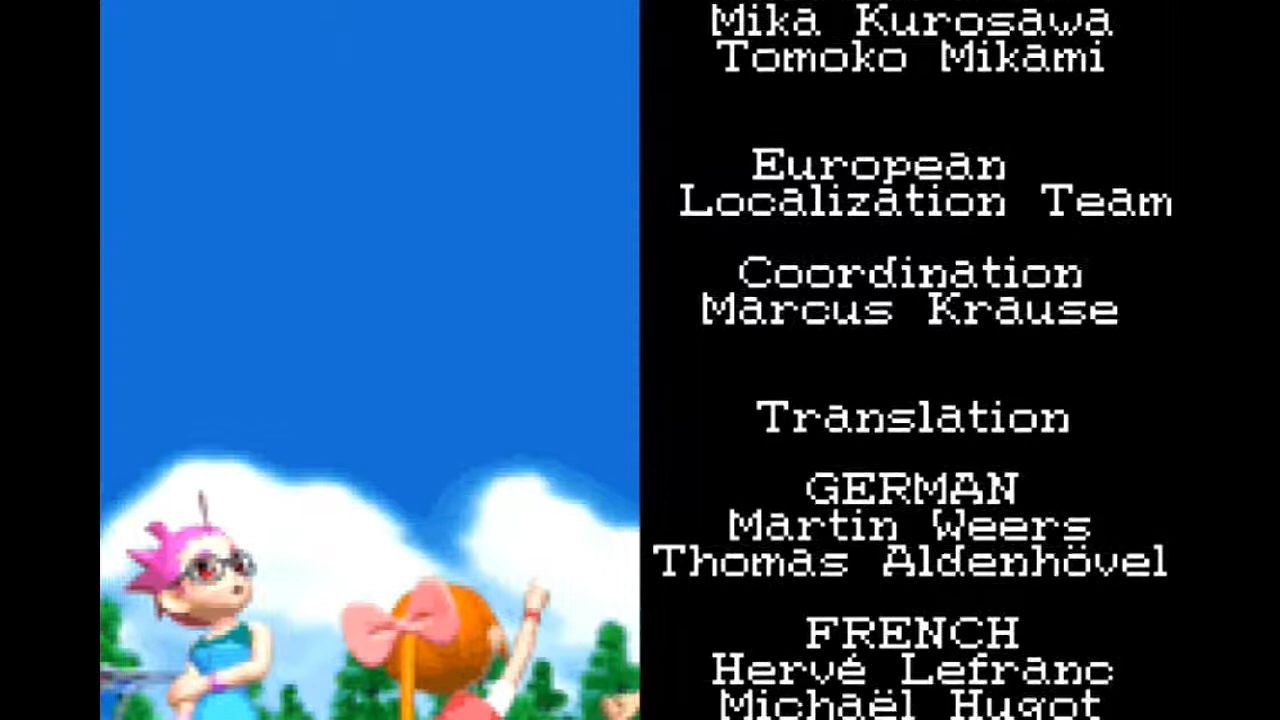 Mika Kurosawa
Tomoko Mikami
European
Localization Team
Coordination
Marcus Krause
Translation
GERMAN
Martin Weers
Thomas Aldenhövel
FRENCH
Hervé Lefranc
Michaël Hugot